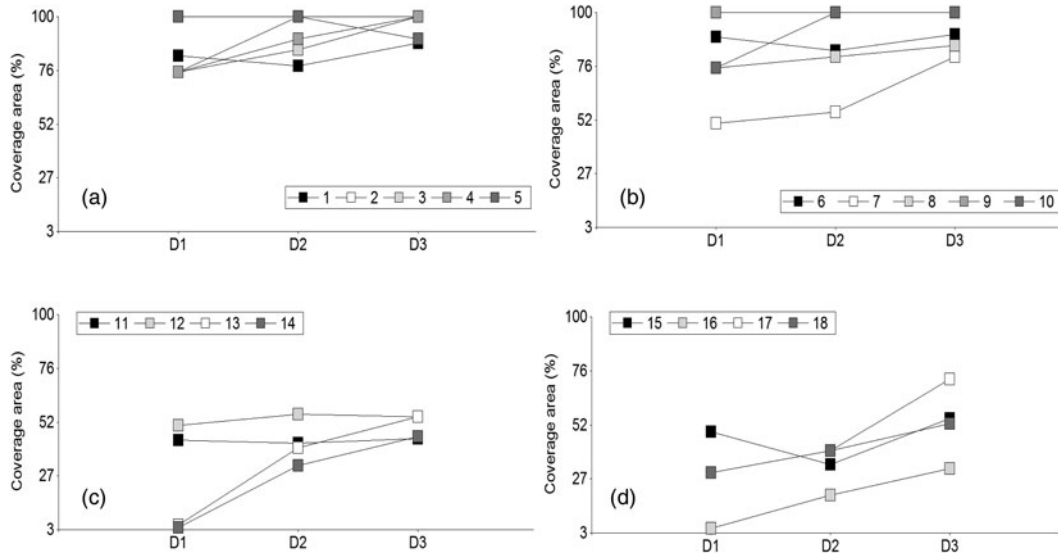 100
76
52
27
3
Coverage area (%)
(a)
1 2 3 4 5
D1 D2 D3
100
76
52
27
3
Coverage area (%)
(b)
6 7 8 9 10
D1 D2 D3
100
76
52
27
3
Coverage area (%)
11 12 13 14
(c)
D1 D2 D3
100
76
52
27
3
Coverage area (%)
15 16 17 18
(d)
D1 D2 D3